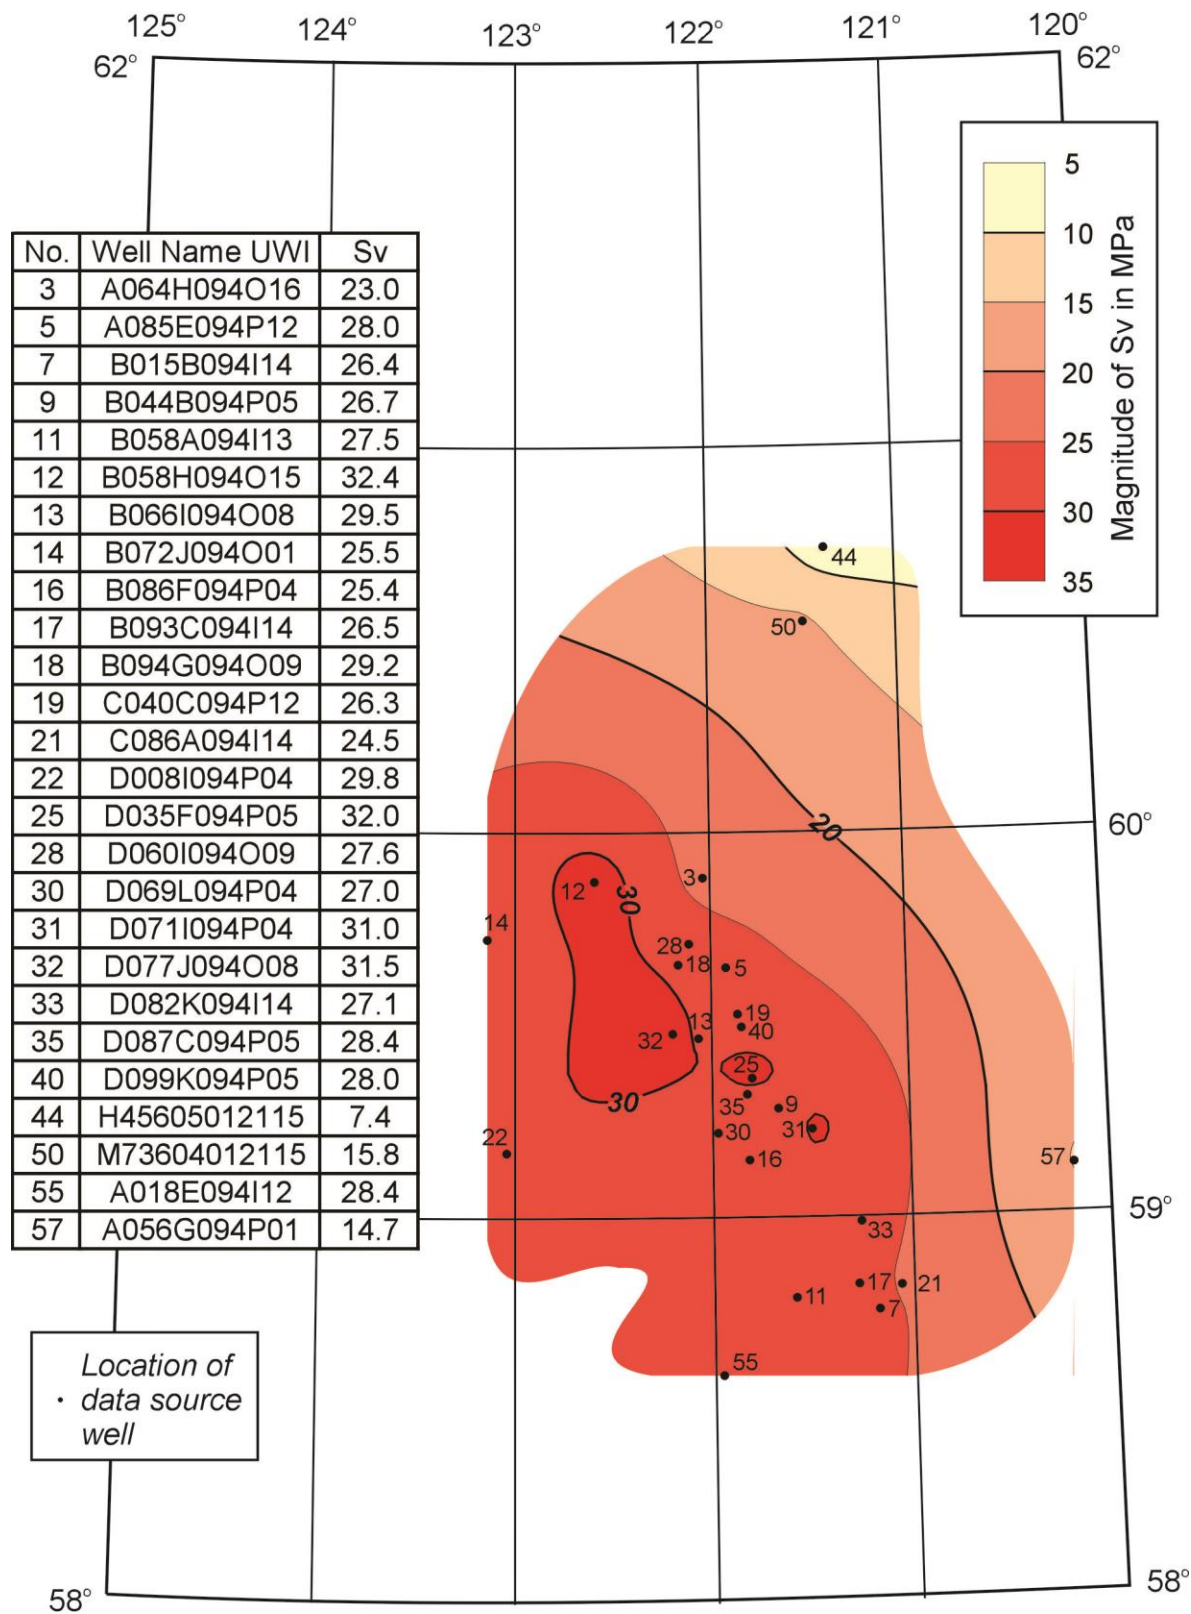 125° 124° 123° 122° 121° 120°
62° 62°
5
10
15
20
25
30
35
Magnitude of Sv in MPa
No. Well Name UWI Sv
3 A064H094O16 23.0
5 A085E094P12 28.0
7 B015B094I14 26.4
9 B044B094P05 26.7
11 B058A094I13 27.5
12 B058H094O15 32.4
13 B066I094O08 29.5
14 B072J094O01 25.5
16 B086F094P04 25.4
17 B093C094I14 26.5
18 B094G094O09 29.2
19 C040C094P12 26.3
21 C086A094I14 24.5
22 D008I094P04 29.8
25 D035F094P05 32.0
28 D060I094O09 27.6
30 D069L094P04 27.0
31 D071I094P04 31.0
32 D077J094O08 31.5
33 D082K094I14 27.1
35 D087C094P05 28.4
40 D099K094P05 28.0
44 H45605012115 7.4
50 M73604012115 15.8
55 A018E094I12 28.4
57 A056G094P01 14.7
44
50
20
60°
3
12
30
14
28
18
5
19
13
40
32
25
30
35
9
31
30
22
16
57
59°
33
17
21
11
7
55
Location of
data source
well
58° 58°